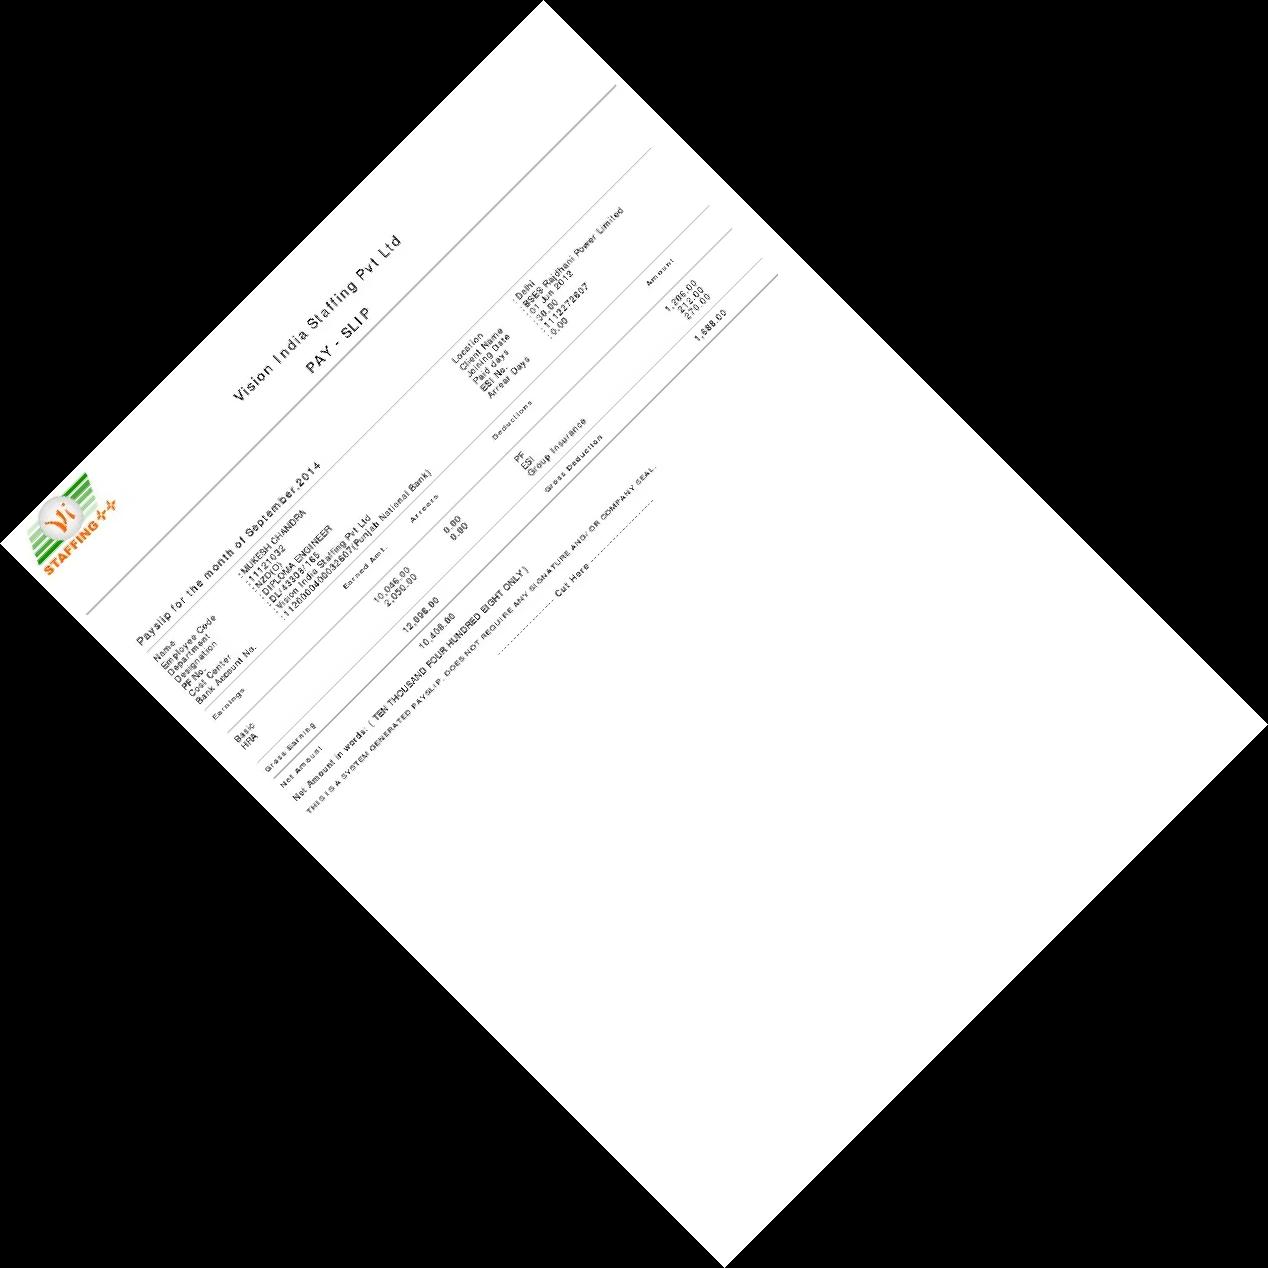 Vi
STAFFING++
Vision India Staffing Pvt Ltd
PAY - SLIP
Payslip for the month of September,2014
Name : MUKESH CHANDRA Location : Delhi
Employee Code : 11121032 Client Name : BSES Rajdhani Power Limited
Department : NZD(O) Joining Date : 01 Jun 2012
Designation : DIPLOMA ENGINEER Paid days : 30.00
PF No. : DL/43303/165 ESI No. : 1112272607
Cost Center : Vision India Staffing Pvt Ltd Arrear Days : 0.00
Bank Account No. : (Punjab National Bank)
Earnings Earned Amt. Arrears Deductions Amount
Basic 10,046.00 0.00 PF 1,206.00
HRA 2,050.00 0.00 ESI 212.00
Group Insurance 270.00
Gross Earning 12,096.00 Gross Deduction 1,688.00
Net Amount 10,408.00
Net Amount in words: ( TEN THOUSAND FOUR HUNDRED EIGHT ONLY)
THIS IS A SYSTEM GENERATED PAYSLIP, DOES NOT REQUIRE ANY SIGNATURE AND/ OR COMPANY SEAL.
-------------------- Cut Here --------------------